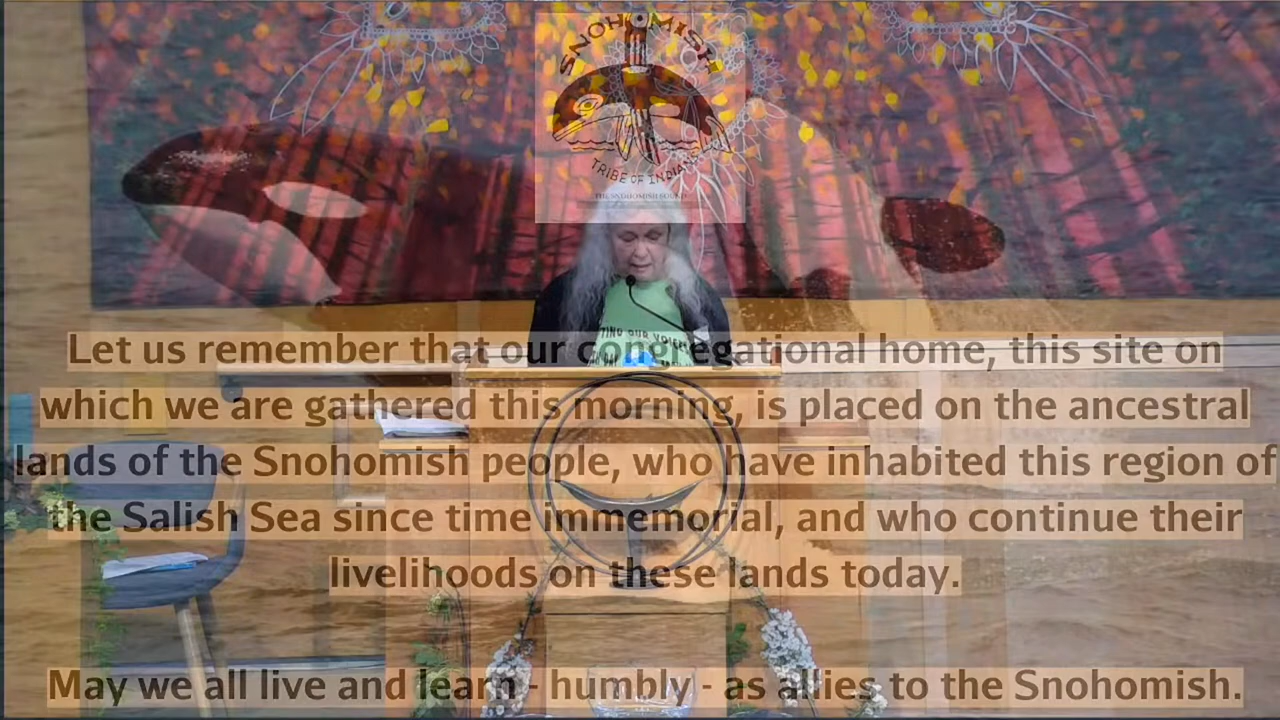 SNOHOMISH
TRIBE OF INDIANS
Let us remember that our congregational home, this site on
which we are gathered this morning, is placed on the ancestral
lands of the Snohomish people, who have inhabited this region of
the Salish Sea since time immemorial, and who continue their
livelihoods on these lands today.
May we all live and learn - humbly - as allies to the Snohomish.